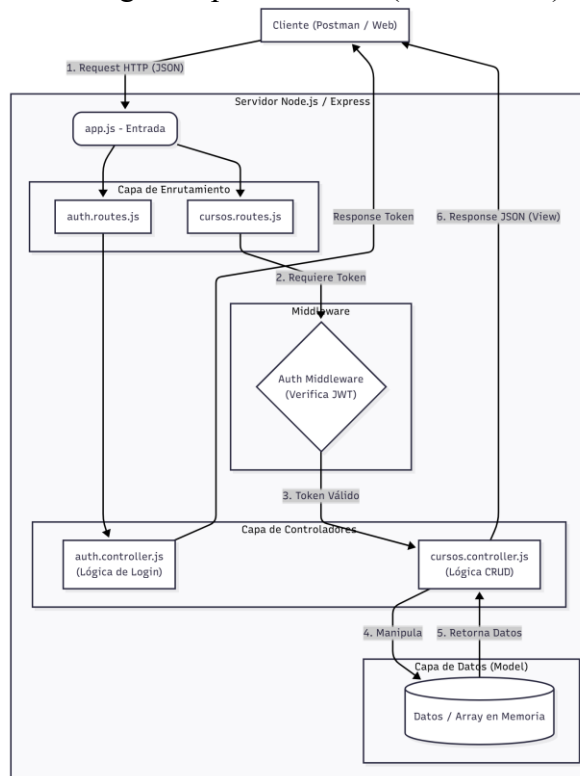 Cliente (Postman / Web)
1. Request HTTP (JSON)
Servidor Node.js / Express
app.js - Entrada
Capa de Enrutamiento
auth.routes.js
cursos.routes.js
Response Token
6. Response JSON (View)
2. Requiere Token
Middleware
Auth Middleware
(Verifica JWT)
3. Token Válido
Capa de Controladores
auth.controller.js
(Lógica de Login)
cursos.controller.js
(Lógica CRUD)
4. Manipula
5. Retorna Datos
Capa de Datos (Model)
Datos / Array en Memoria